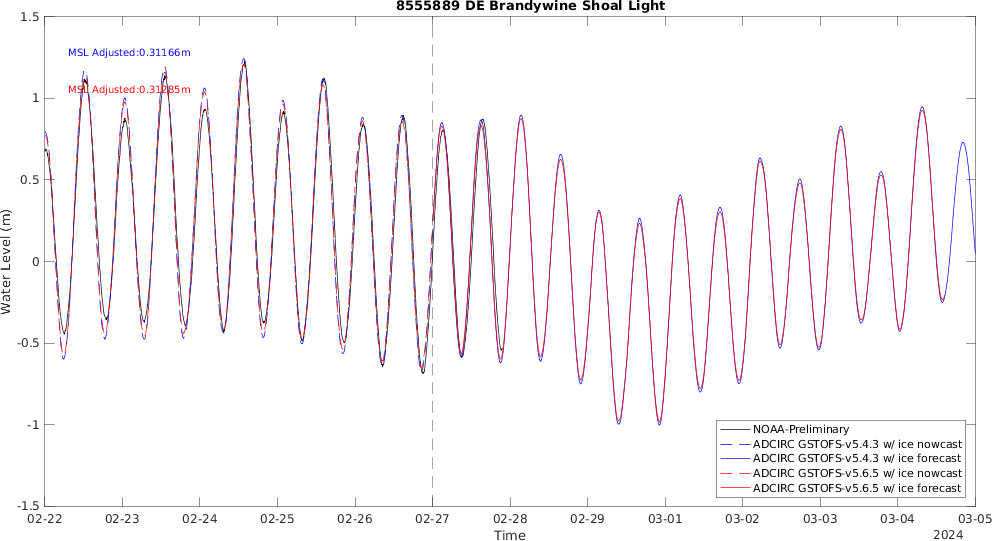 8555889 DE Brandywine Shoal Light
MSL Adjusted:0.31166m
MSL Adjusted:0.31285m
Water Level (m)
1.5
1
0.5
0
-0.5
-1
-1.5
NOAA-Preliminary
ADCIRC GSTOFS-v5.4.3 w/ ice nowcast
ADCIRC GSTOFS-v5.4.3 w/ ice forecast
ADCIRC GSTOFS-v5.6.5 w/ ice nowcast
ADCIRC GSTOFS-v5.6.5 w/ ice forecast
02-22 02-23 02-24 02-25 02-26 02-27 02-28 02-29 03-01 03-02 03-03 03-04 03-05
Time
2024